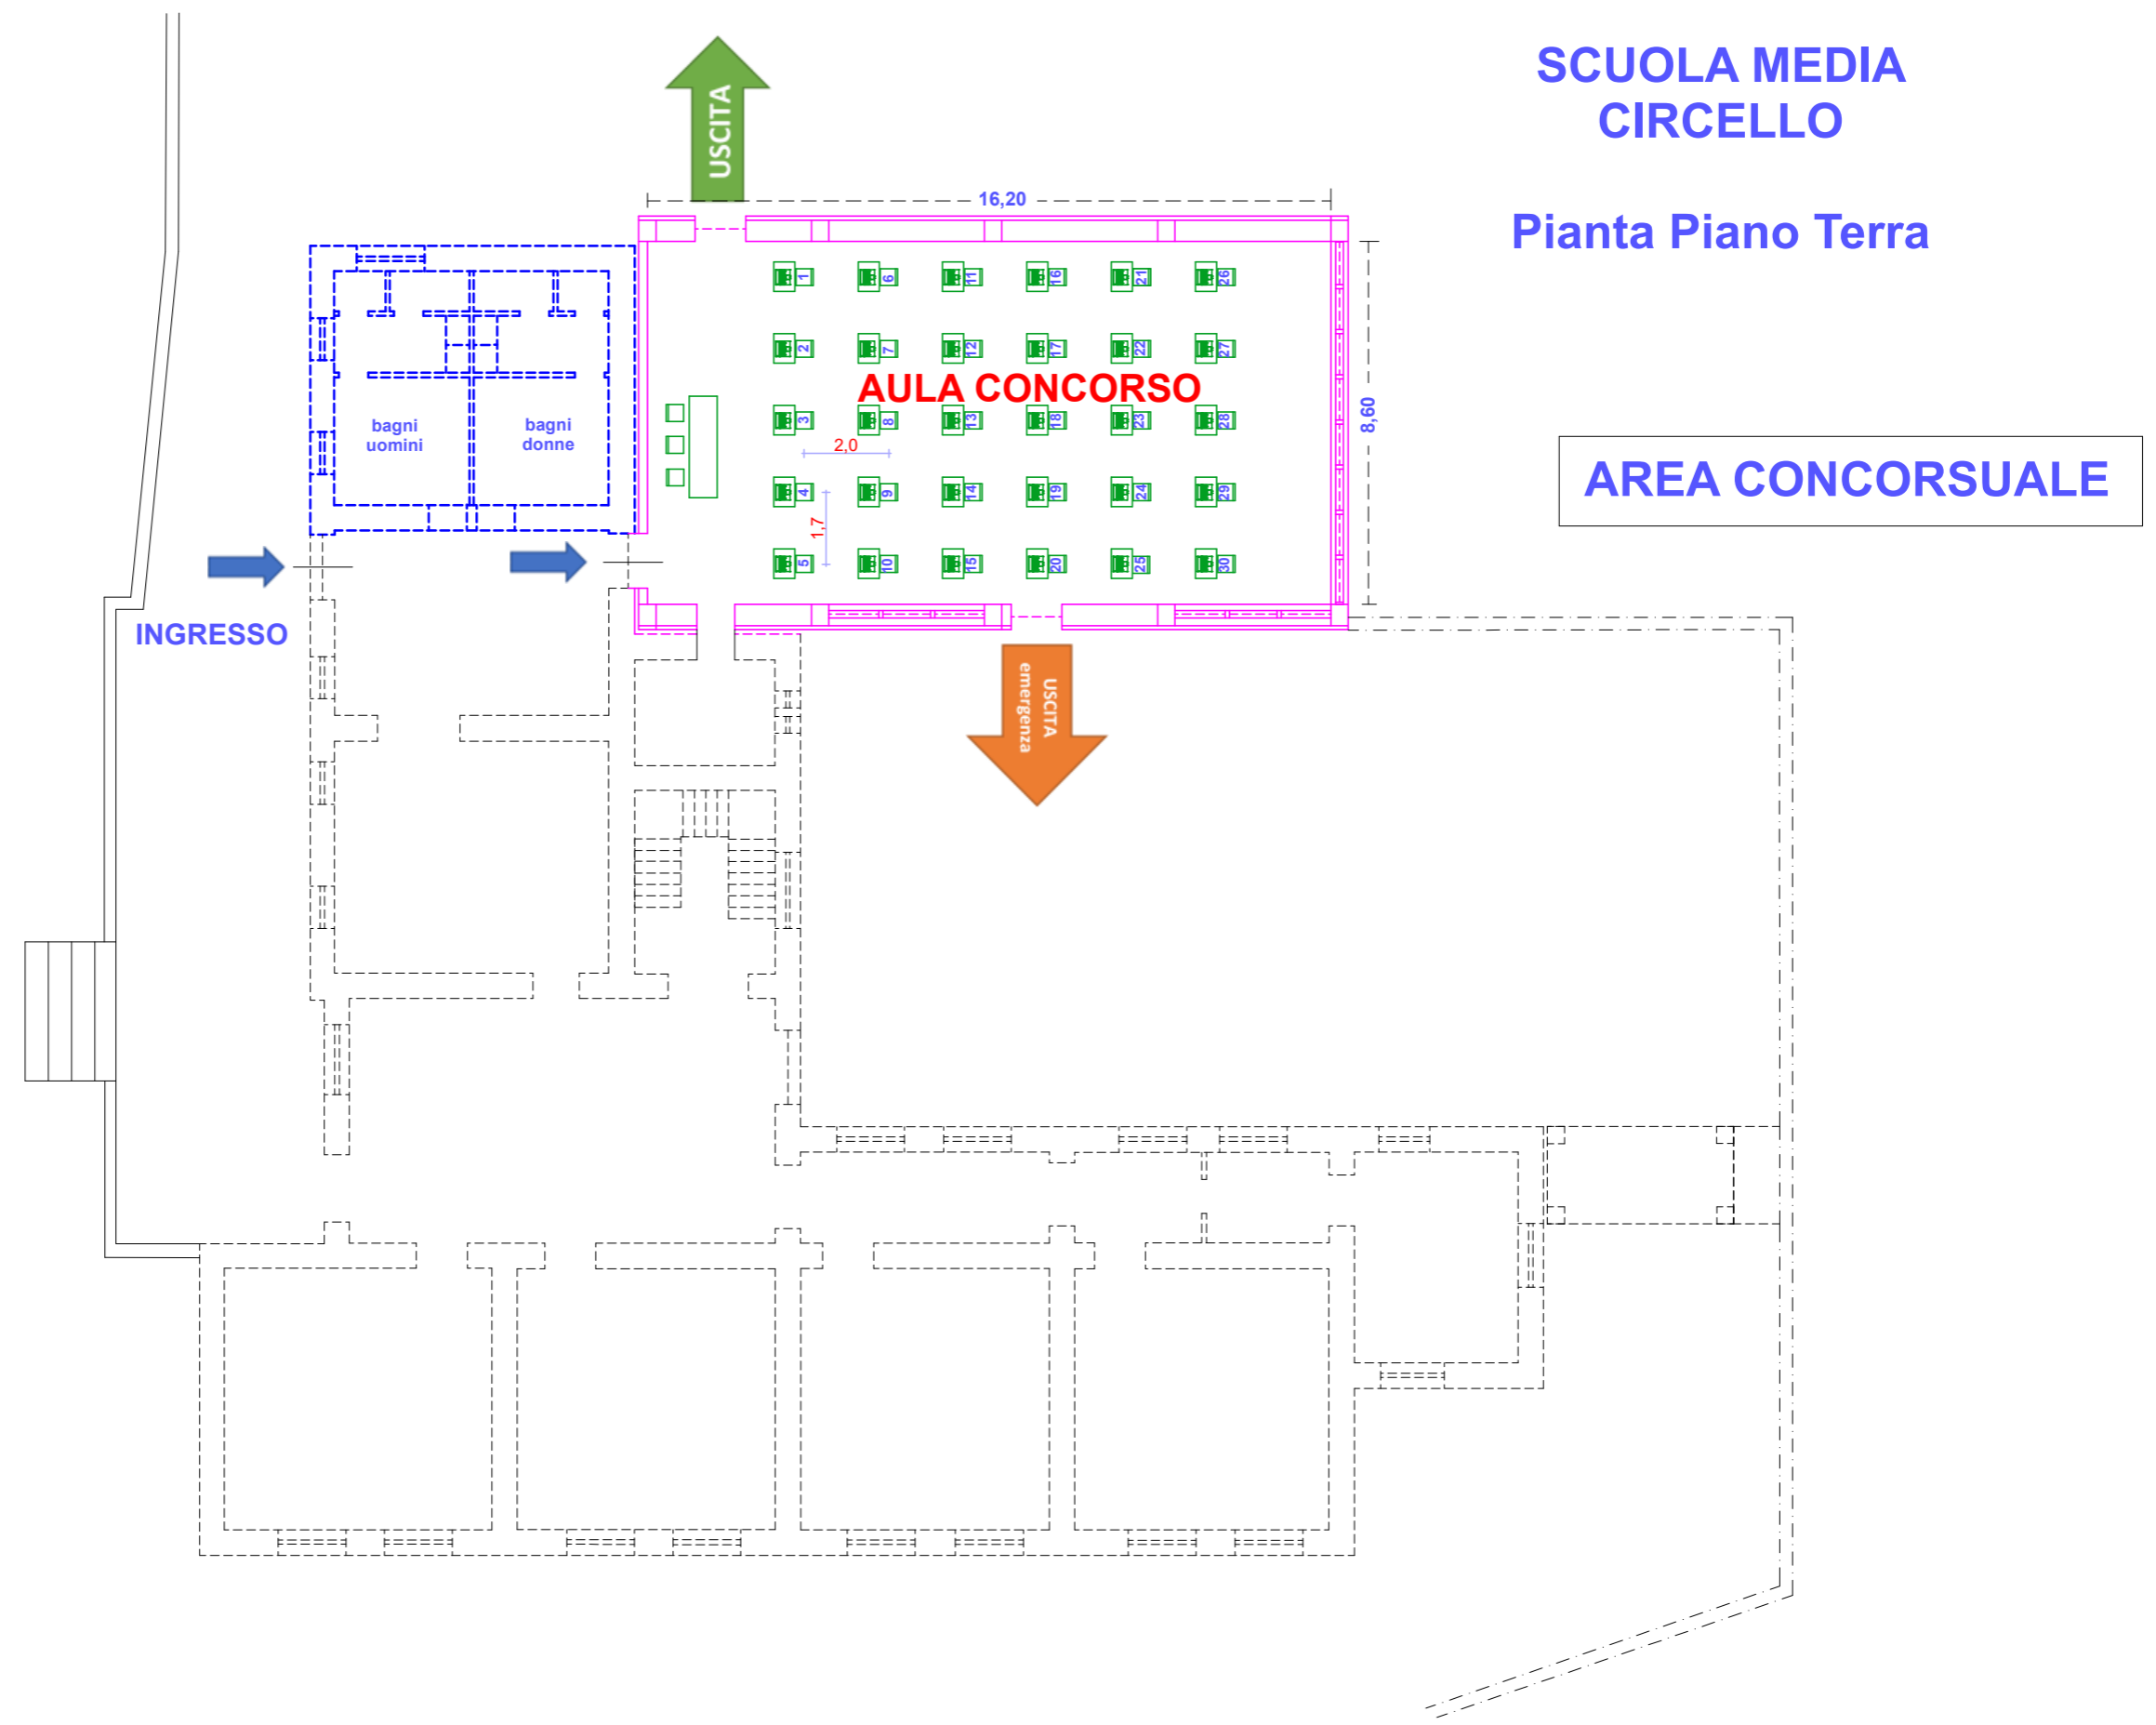 SCUOLA MEDIA
CIRCELLO
Pianta Piano Terra
USCITA
16,20
1
6
11
16
21
26
2
7
12
17
22
27
AULA CONCORSO
8,60
3
8
13
18
23
28
bagni
uomini
bagni
donne
2,0
AREA CONCORSUALE
4
9
14
19
24
29
1,7
5
10
15
20
25
30
INGRESSO
USCITA
emergenza